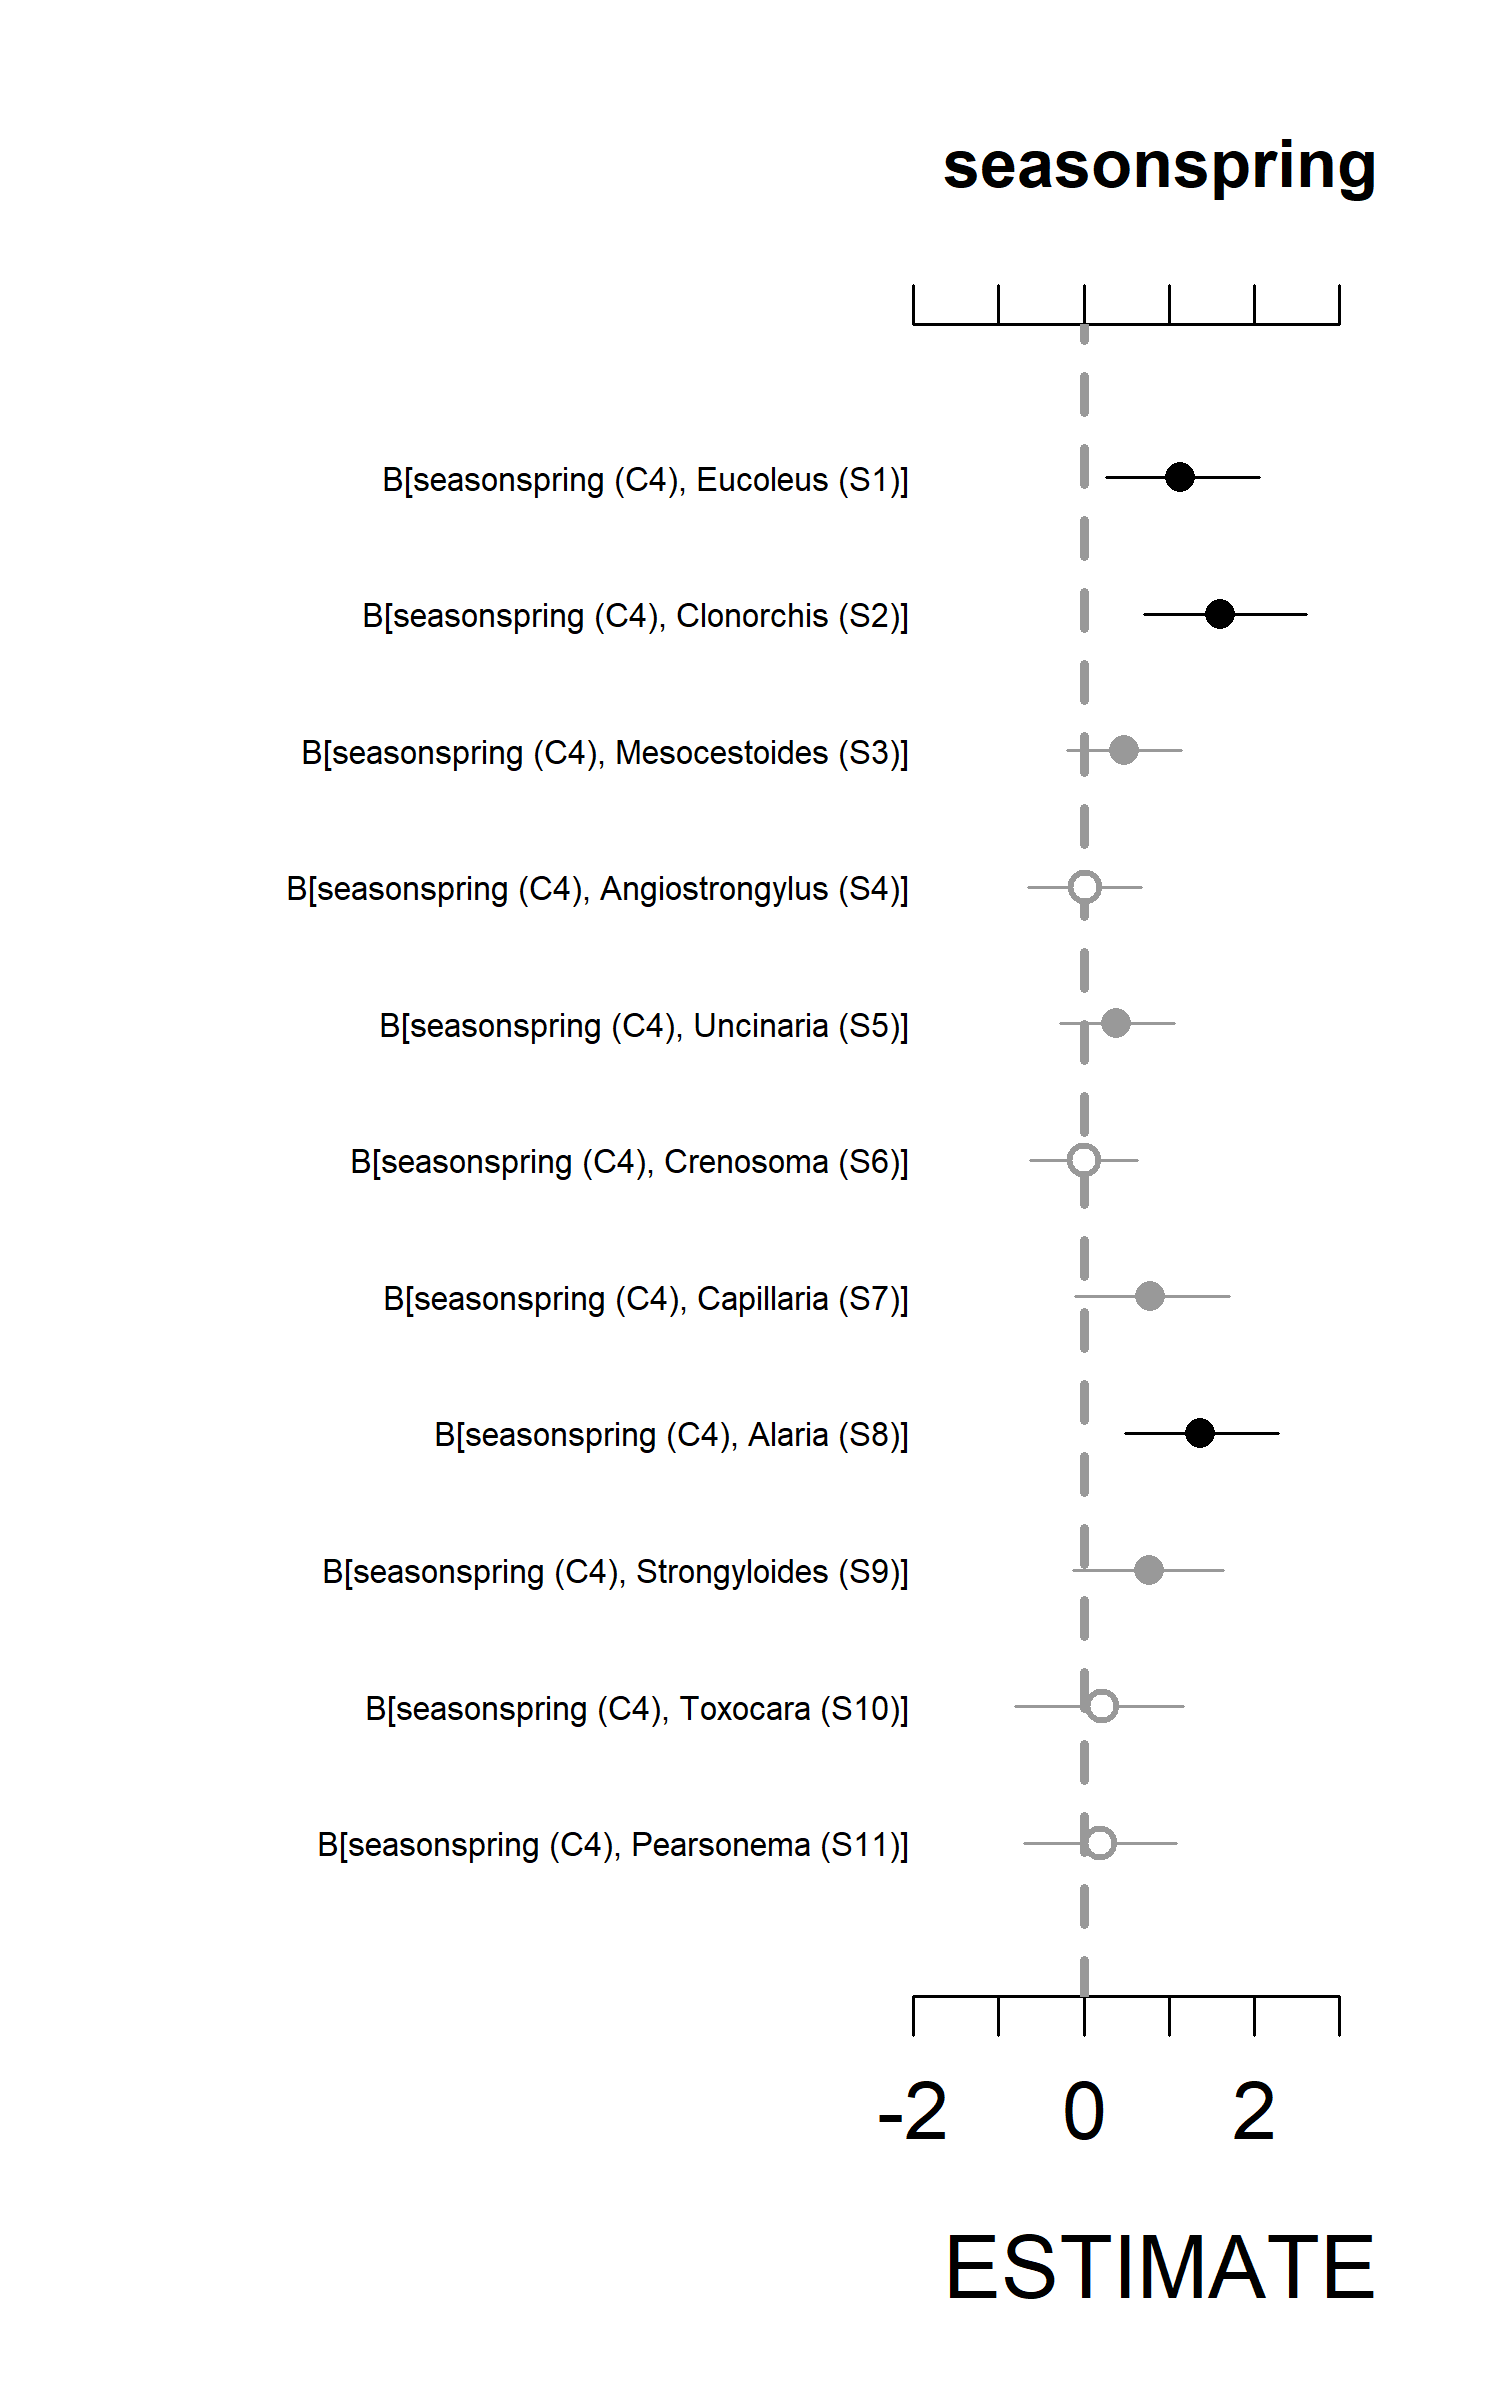 seasonspring
B[seasonspring (C4), Eucoleus (S1)]
B[seasonspring (C4), Clonorchis (S2)]
B[seasonspring (C4), Mesocestoides (S3)]
B[seasonspring (C4), Angiostrongylus (S4)]
B[seasonspring (C4), Uncinaria (S5)]
B[seasonspring (C4), Crenosoma (S6)]
B[seasonspring (C4), Capillaria (S7)]
B[seasonspring (C4), Alaria (S8)]
B[seasonspring (C4), Strongyloides (S9)]
B[seasonspring (C4), Toxocara (S10)]
B[seasonspring (C4), Pearsonema (S11)]
-2 0 2
ESTIMATE